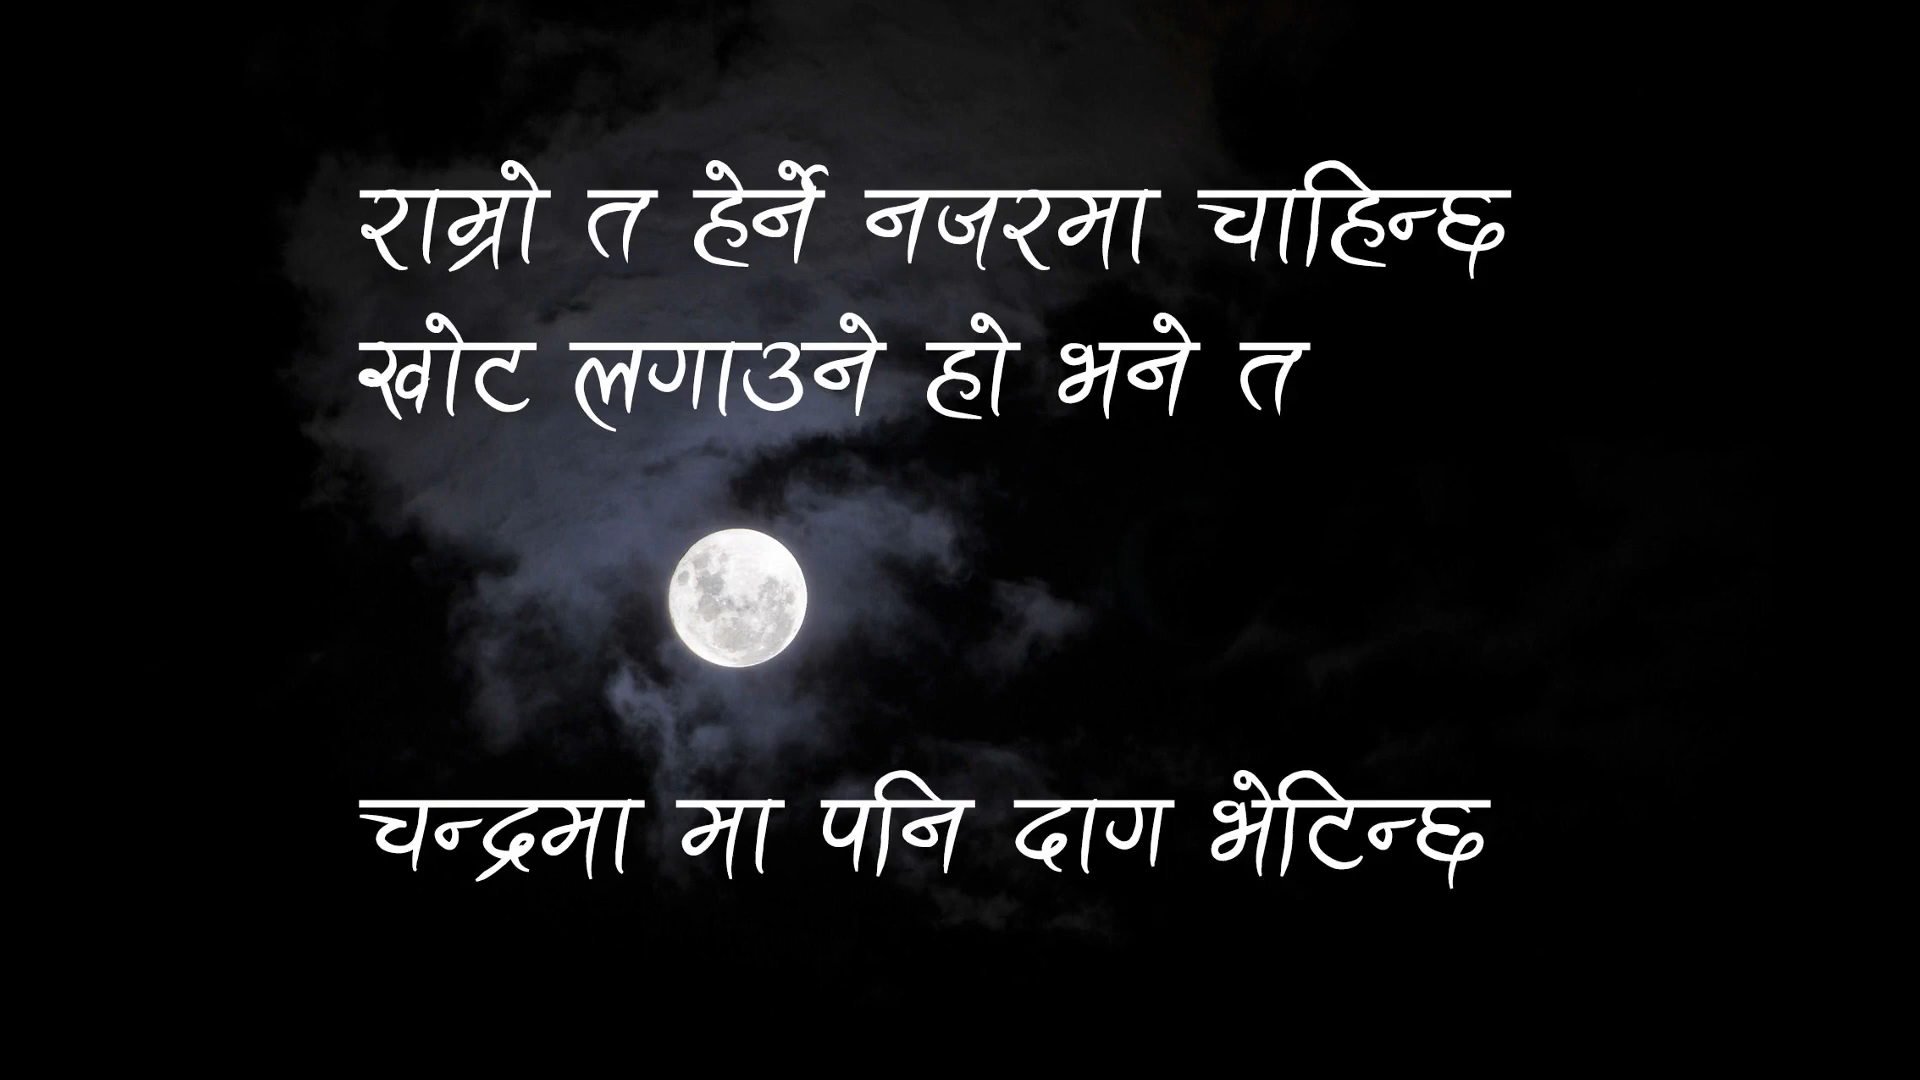 राम्रो त हेर्ने नजरमा चाहिन्छ
खोट लगाउने हो भने त
चन्द्रमा मा पनि दाग भेटिन्छ